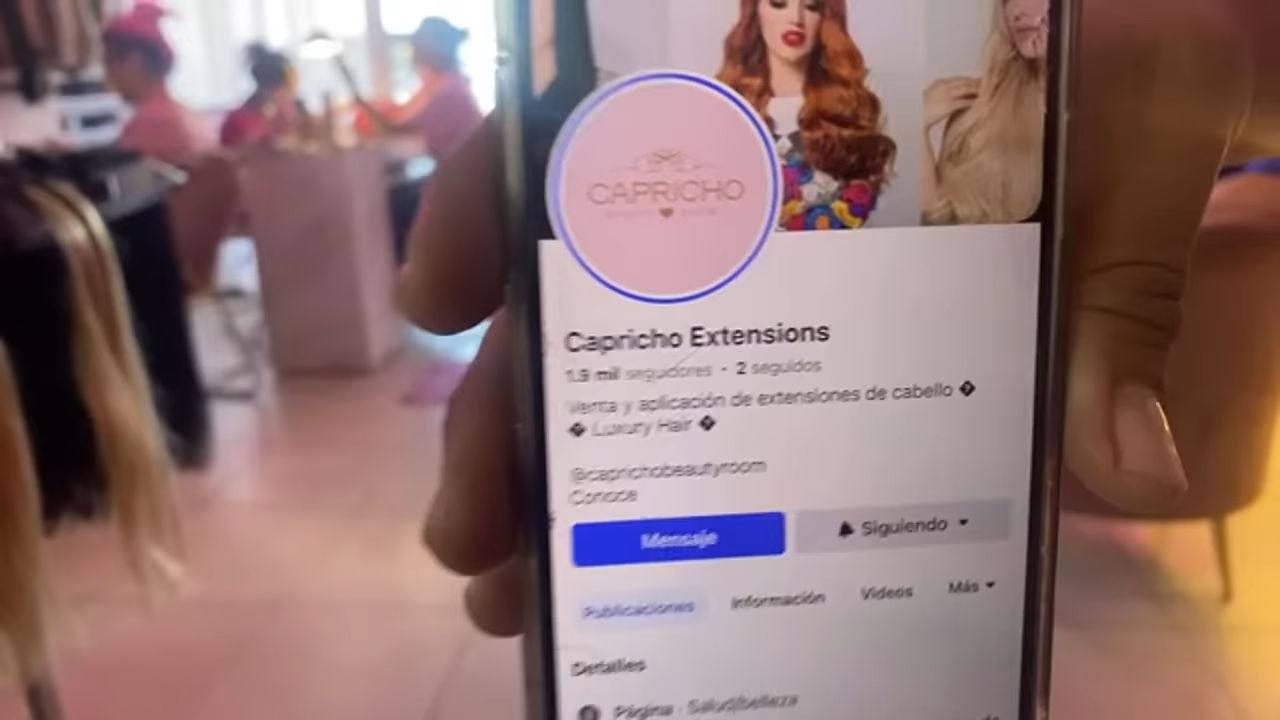 CAPRICHO
Capricho Extensions
1.9 mil seguidores · 2 seguidos
Venta y aplicación de extensiones de cabello �
� Luxury Hair �
@caprichobeautyroom
Conoce
Mensaje
Siguiendo
Publicaciones
Información
Videos
Más
Detalles
Página · Salud/belleza